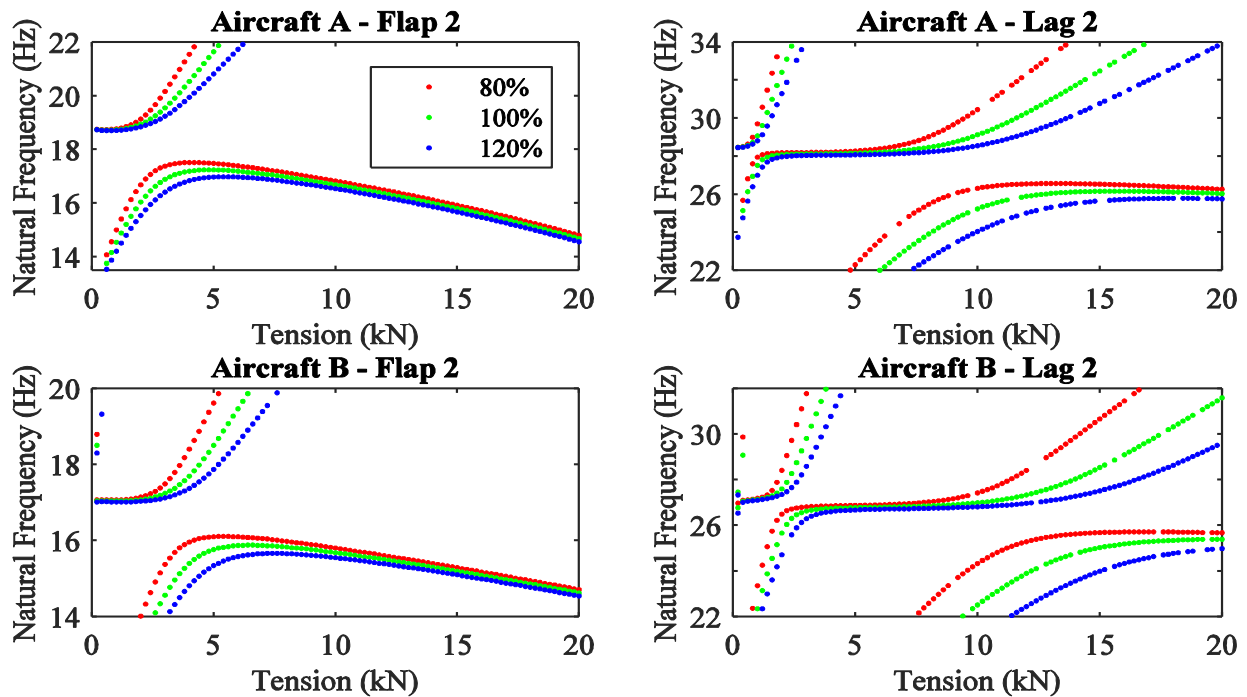 Aircraft A - Flap 2
Natural Frequency (Hz)
22
20
18
16
14
80%
100%
120%
0 5 10 15 20
Tension (kN)
Aircraft A - Lag 2
Natural Frequency (Hz)
34
30
26
22
0 5 10 15 20
Tension (kN)
Aircraft B - Flap 2
Natural Frequency (Hz)
20
18
16
14
0 5 10 15 20
Tension (kN)
Aircraft B - Lag 2
Natural Frequency (Hz)
30
26
22
0 5 10 15 20
Tension (kN)